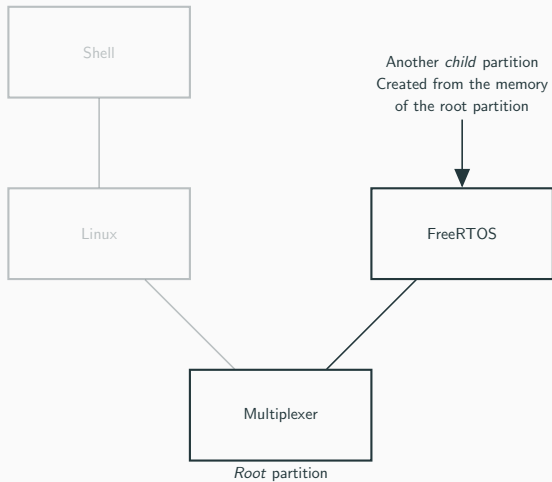 Shell
Another child partition
Created from the memory
of the root partition
Linux
FreeRTOS
Multiplexer
Root partition